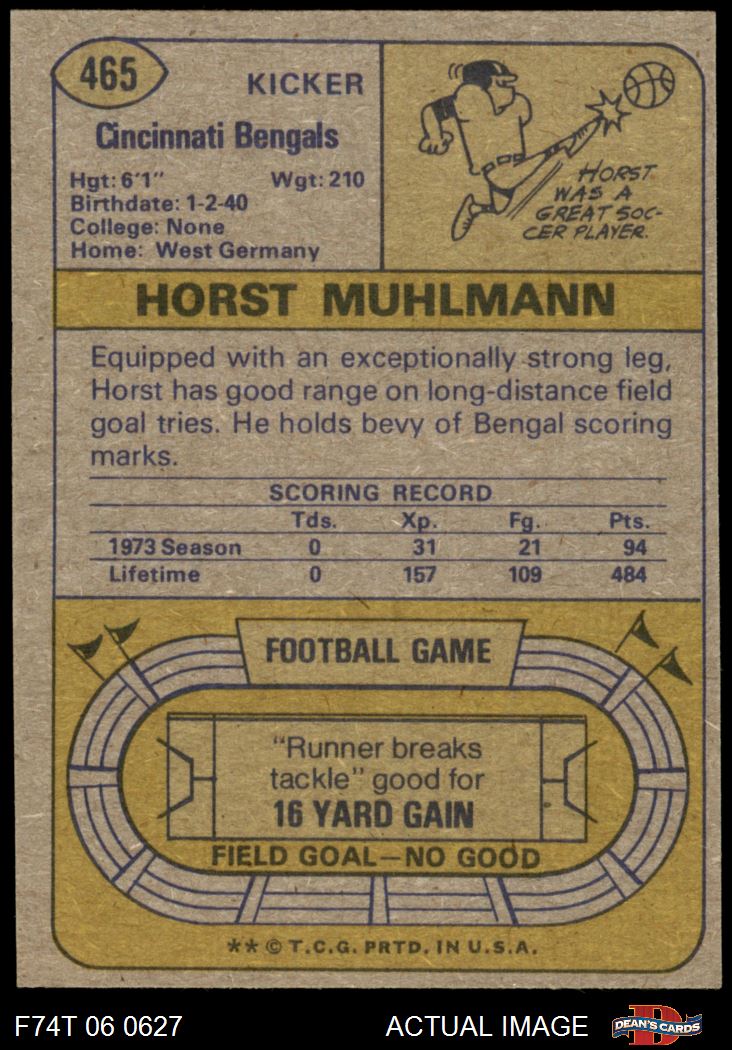 465
KICKER
Cincinnati Bengals
Hgt: 6'1" Wgt: 210
Birthdate: 1-2-40
College: None
Home: West Germany
HORST
WAS A
GREAT SOC-
CER PLAYER.
HORST MUHLMANN
Equipped with an exceptionally strong leg,
Horst has good range on long-distance field
goal tries. He holds bevy of Bengal scoring
marks.
SCORING RECORD
Tds. Xp. Fg. Pts.
1973 Season 0 31 21 94
Lifetime 0 157 109 484
FOOTBALL GAME
"Runner breaks
tackle" good for
16 YARD GAIN
FIELD GOAL—NO GOOD
** © T.C.G. PRTD. IN U.S.A.
F74T 06 0627 ACTUAL IMAGE
D
DEAN'S CARDS